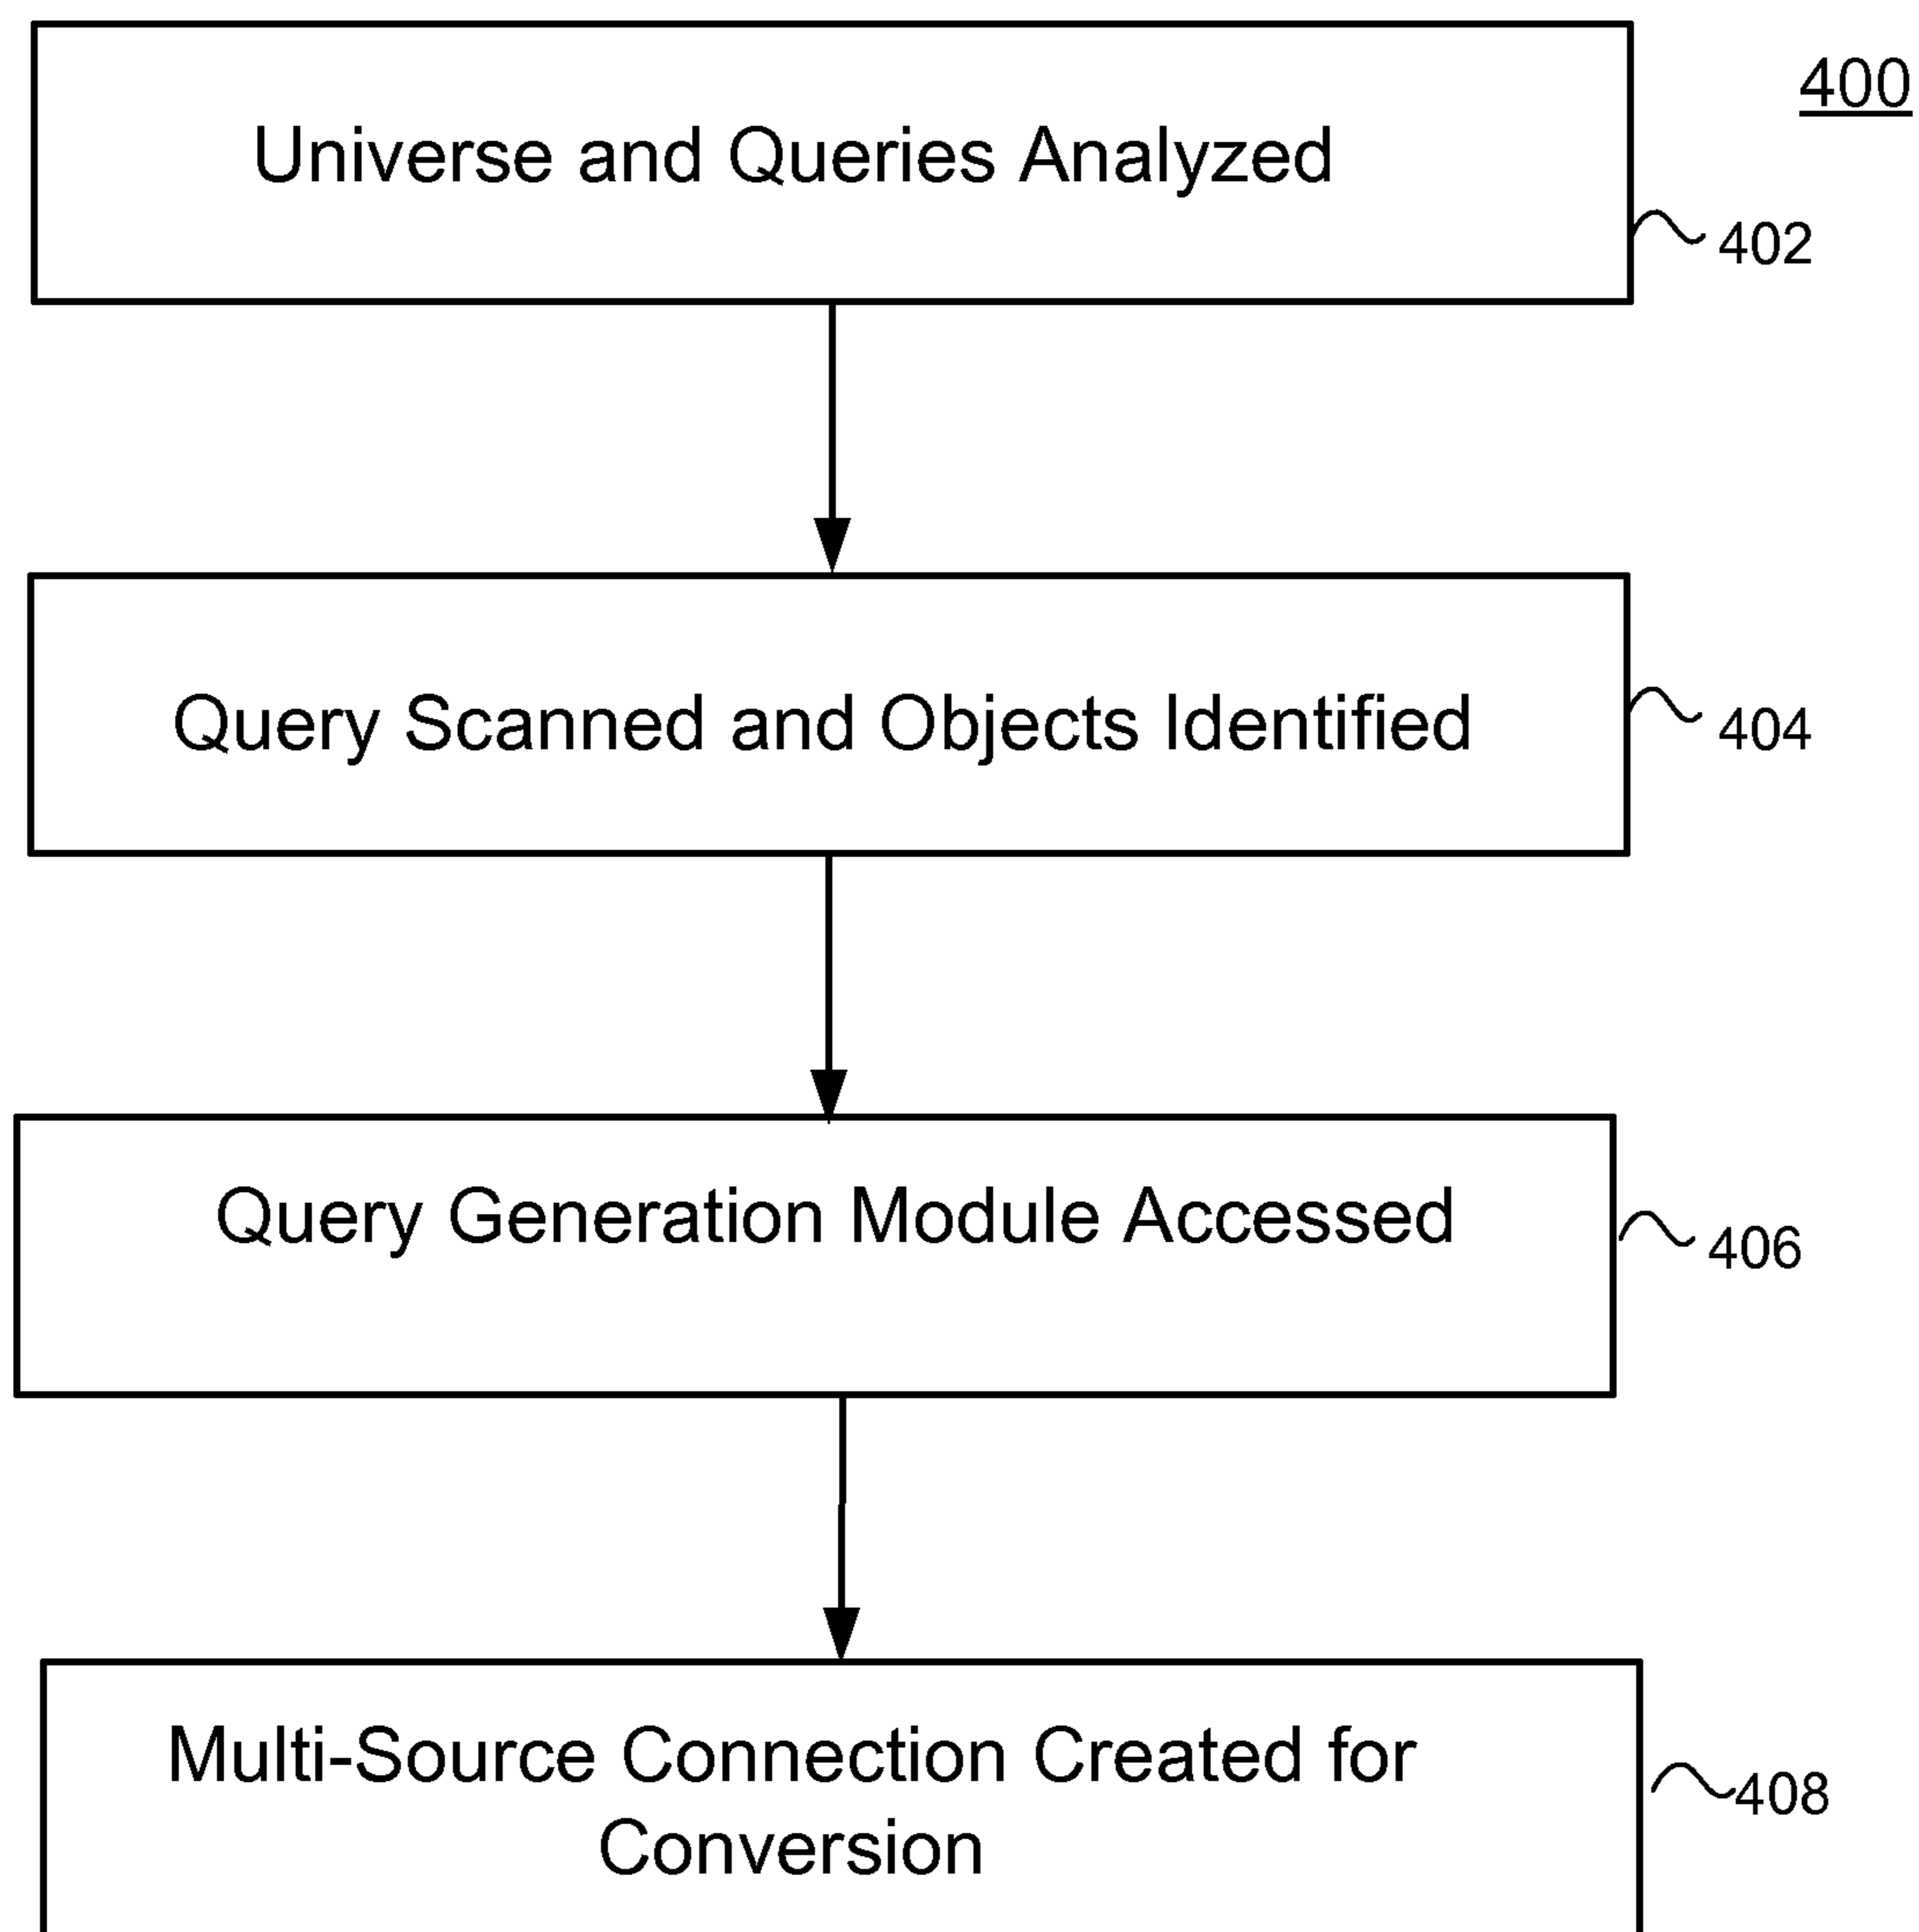 400
Universe and Queries Analyzed
402
Query Scanned and Objects Identified
404
Query Generation Module Accessed
406
Multi-Source Connection Created for
Conversion
408